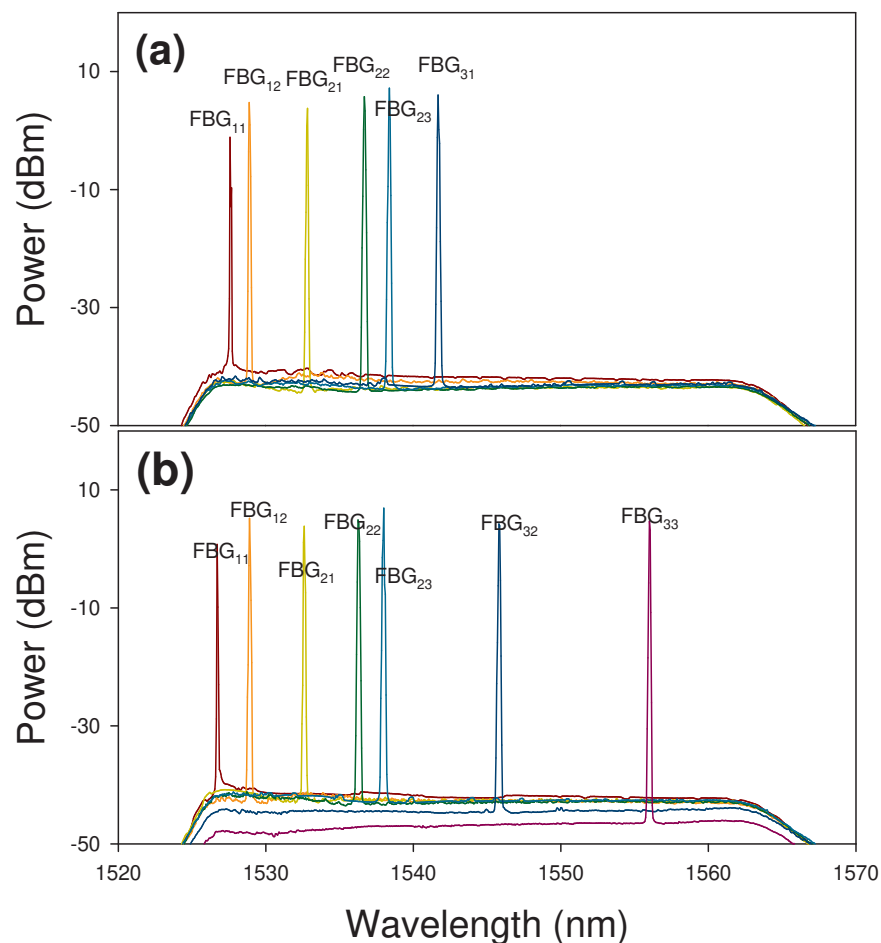 (a)
10
-10
-30
-50
Power (dBm)
FBG11
FBG12
FBG21
FBG22
FBG23
FBG31
(b)
10
-10
-30
-50
Power (dBm)
FBG11
FBG12
FBG21
FBG22
FBG23
FBG32
FBG33
1520 1530 1540 1550 1560 1570
Wavelength (nm)